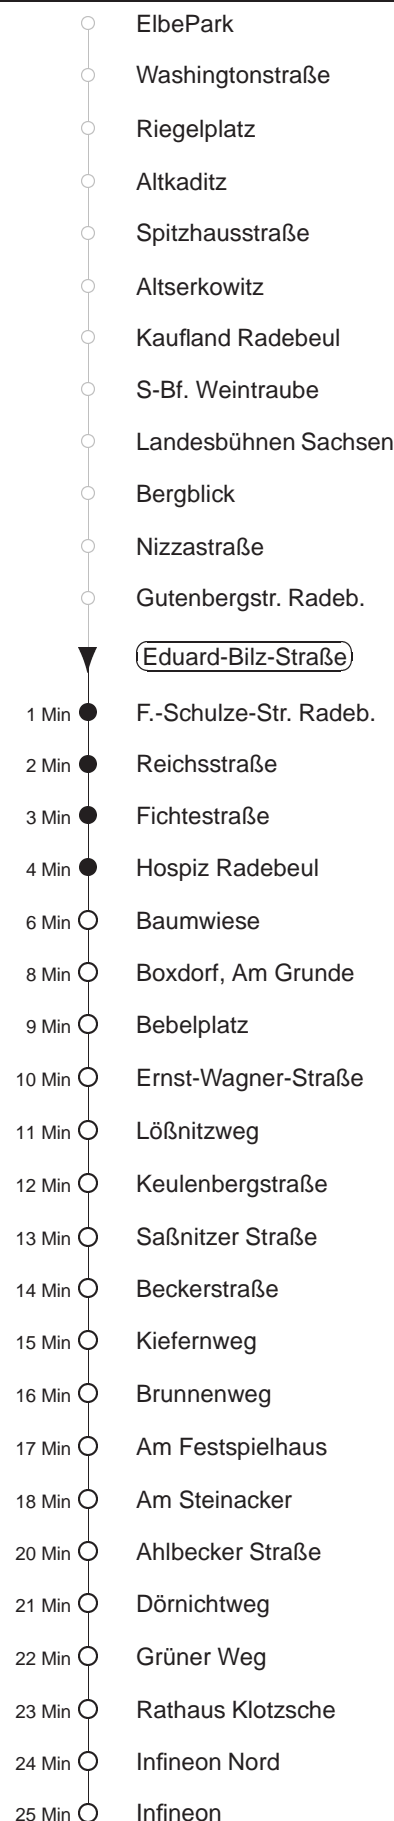 ElbePark
Washingtonstraße
Riegelplatz
Altkaditz
Spitzhausstraße
Altserkowitz
Kaufland Radebeul
S-Bf. Weintraube
Landesbühnen Sachsen
Bergblick
Nizzastraße
Gutenbergstr. Radeb.
Eduard-Bilz-Straße
1 Min F.-Schulze-Str. Radeb.
2 Min Reichsstraße
3 Min Fichtestraße
4 Min Hospiz Radebeul
6 Min Baumwiese
8 Min Boxdorf, Am Grunde
9 Min Bebelplatz
10 Min Ernst-Wagner-Straße
11 Min Lößnitzweg
12 Min Keulenbergstraße
13 Min Saßnitzer Straße
14 Min Beckerstraße
15 Min Kiefernweg
16 Min Brunnenweg
17 Min Am Festspielhaus
18 Min Am Steinacker
20 Min Ahlbecker Straße
21 Min Dörnichtweg
22 Min Grüner Weg
23 Min Rathaus Klotzsche
24 Min Infineon Nord
25 Min Infineon